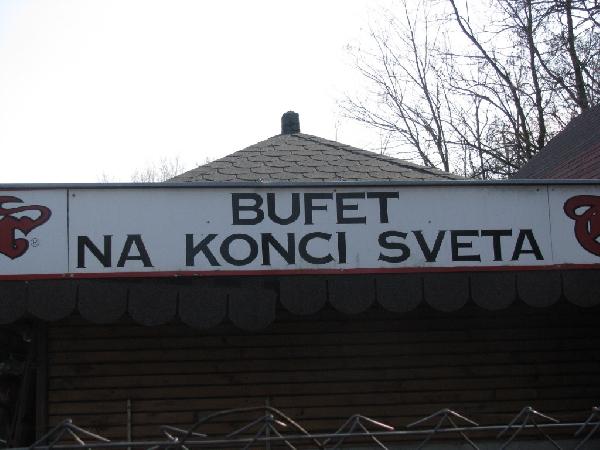 BUFET
NA KONCI SVETA
®